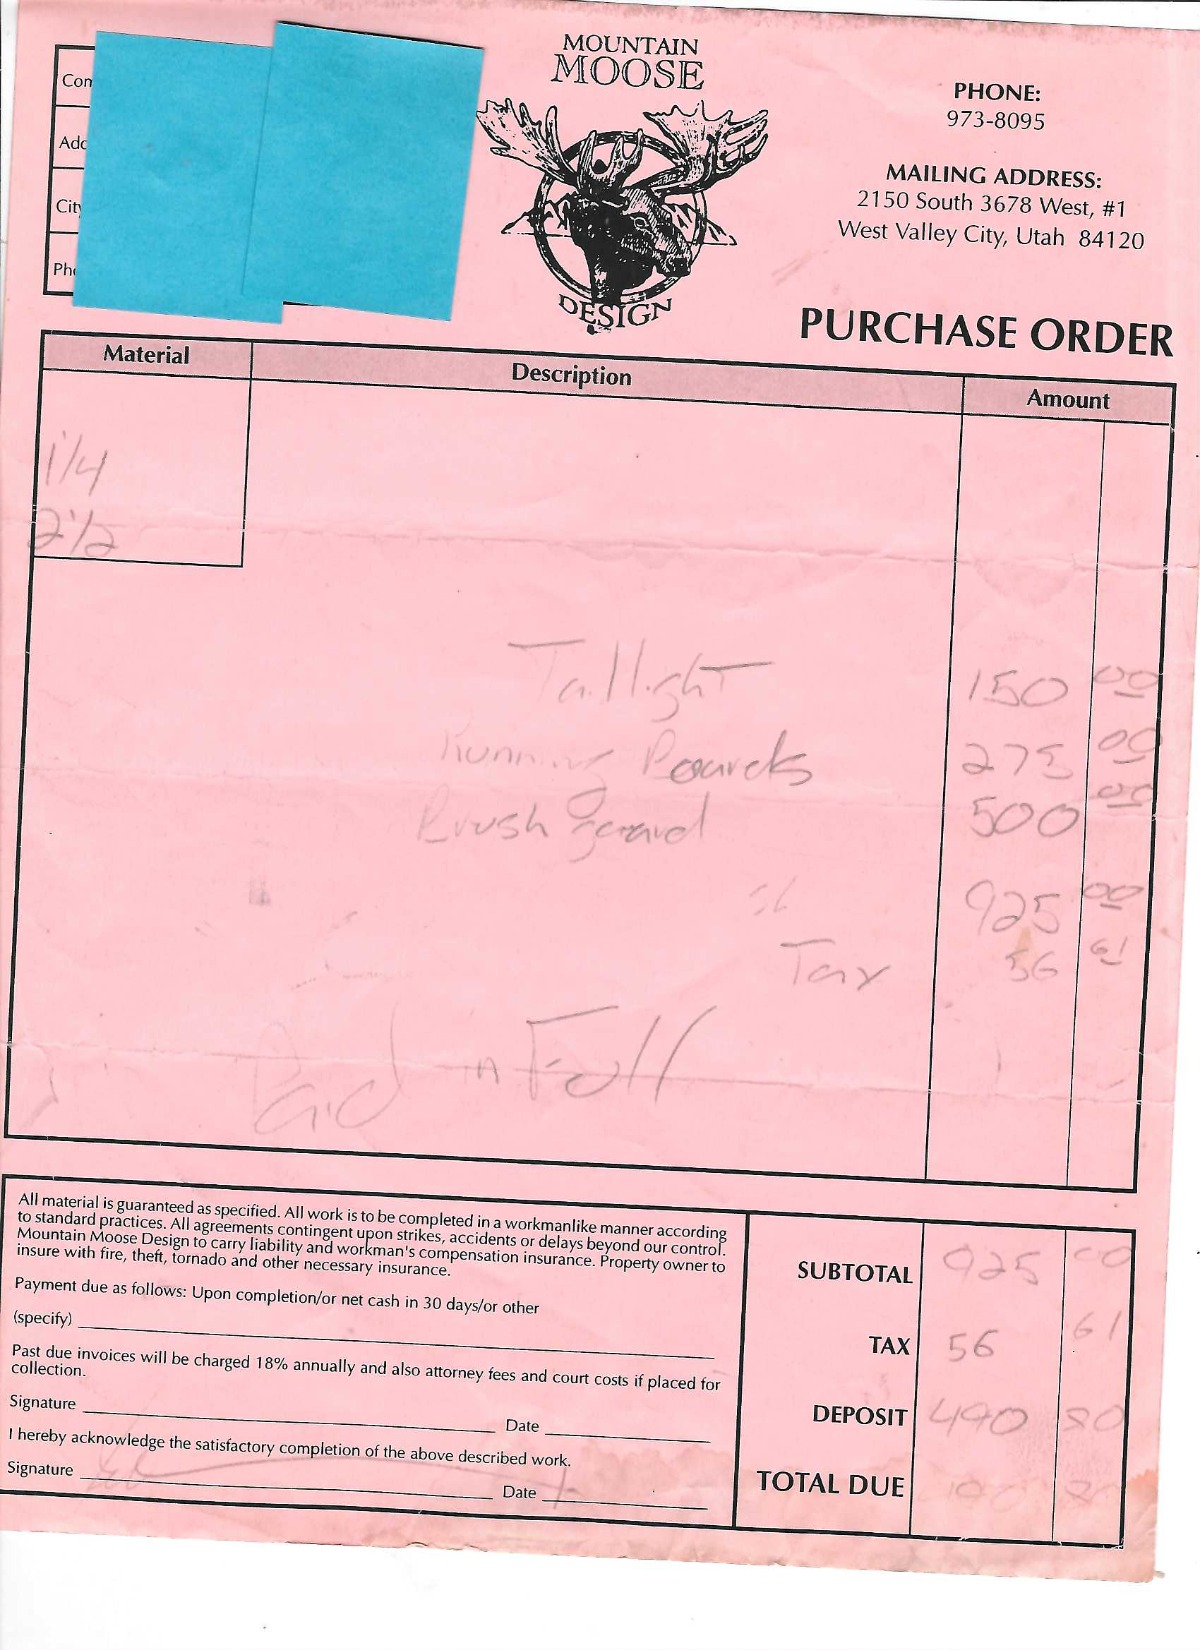 MOUNTAIN
MOOSE
DESIGN
PHONE:
973-8095
MAILING ADDRESS:
2150 South 3678 West, #1
West Valley City, Utah 84120
PURCHASE ORDER
Material Description Amount
1/4
2 1/2
Taillight 150 00
Running Boards 275 00
Brush guard 500 00
925 00
Tax 56 61
Paid in Full
All material is guaranteed as specified. All work is to be completed in a workmanlike manner according
to standard practices. All agreements contingent upon strikes, accidents or delays beyond our control.
Mountain Moose Design to carry liability and workman's compensation insurance. Property owner to
insure with fire, theft, tornado and other necessary insurance.
Payment due as follows: Upon completion/or net cash in 30 days/or other
(specify)
Past due invoices will be charged 18% annually and also attorney fees and court costs if placed for
collection.
Signature Date
I hereby acknowledge the satisfactory completion of the above described work.
Signature Date
SUBTOTAL 925 00
TAX 56 61
DEPOSIT 490 80
TOTAL DUE